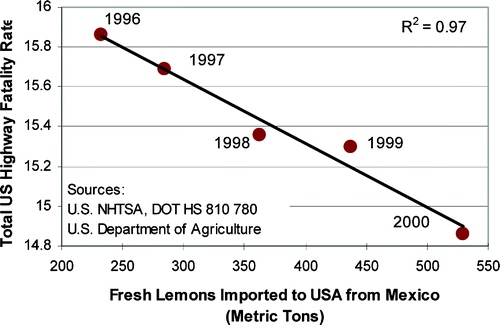 Total US Highway Fatality Rate
16
15.8
15.6
15.4
15.2
15
14.8
1996
1997
1998
1999
2000
R² = 0.97
Sources:
U.S. NHTSA, DOT HS 810 780
U.S. Department of Agriculture
200 250 300 350 400 450 500 550
Fresh Lemons Imported to USA from Mexico
(Metric Tons)